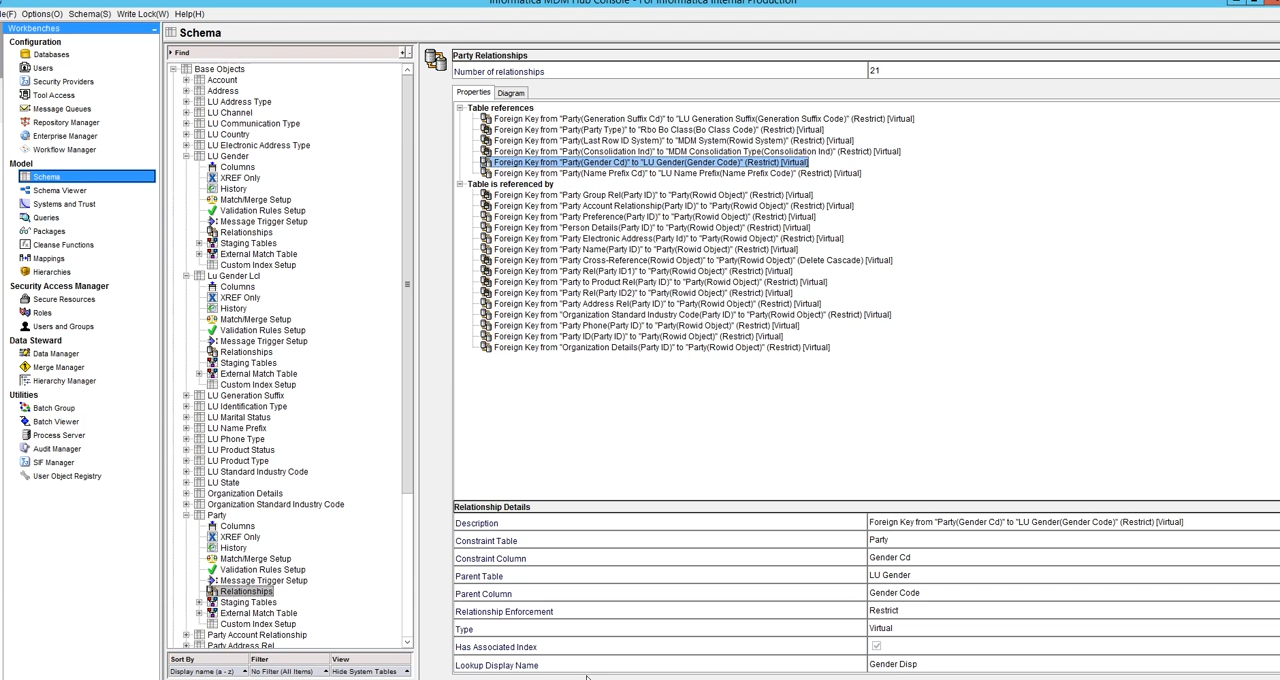 Informatica MDM Hub Console - For Informatica Internal Production
Options(O) Schema(S) Write Lock(W) Help(H)
Workbenches
Configuration
Databases
Users
Security Providers
Tool Access
Message Queues
Repository Manager
Enterprise Manager
Workflow Manager
Model
Schema
Schema Viewer
Systems and Trust
Queries
Packages
Cleanse Functions
Mappings
Hierarchies
Security Access Manager
Secure Resources
Roles
Users and Groups
Data Steward
Data Manager
Merge Manager
Hierarchy Manager
Utilities
Batch Group
Batch Viewer
Process Server
Audit Manager
SIF Manager
User Object Registry
Schema
Find
Base Objects
Account
Address
LU Address Type
LU Channel
LU Communication Type
LU Country
LU Electronic Address Type
LU Gender
Columns
XREF Only
History
Match/Merge Setup
Validation Rules Setup
Message Trigger Setup
Relationships
Staging Tables
External Match Table
Custom Index Setup
Lu Gender Lcl
Columns
XREF Only
History
Match/Merge Setup
Validation Rules Setup
Message Trigger Setup
Relationships
Staging Tables
External Match Table
Custom Index Setup
LU Generation Suffix
LU Identification Type
LU Marital Status
LU Name Prefix
LU Phone Type
LU Product Status
LU Product Type
LU Standard Industry Code
LU State
Organization Details
Organization Standard Industry Code
Party
Columns
XREF Only
History
Match/Merge Setup
Validation Rules Setup
Message Trigger Setup
Relationships
Staging Tables
External Match Table
Custom Index Setup
Party Account Relationship
Party Address Rel
Sort By Filter View
Display name (a - z) No Filter (All Items) Hide System Tables
Party Relationships
Number of relationships 21
Properties Diagram
Table references
Foreign Key from "Party(Generation Suffix Cd)" to "LU Generation Suffix(Generation Suffix Code)" (Restrict) [Virtual]
Foreign Key from "Party(Party Type)" to "Rbo Bo Class(Bo Class Code)" (Restrict) [Virtual]
Foreign Key from "Party(Last Row ID System)" to "MDM System(Rowid System)" (Restrict) [Virtual]
Foreign Key from "Party(Consolidation Ind)" to "MDM Consolidation Type(Consolidation Ind)" (Restrict) [Virtual]
Foreign Key from "Party(Gender Cd)" to "LU Gender(Gender Code)" (Restrict) [Virtual]
Foreign Key from "Party(Name Prefix Cd)" to "LU Name Prefix(Name Prefix Code)" (Restrict) [Virtual]
Table is referenced by
Foreign Key from "Party Group Rel(Party ID)" to "Party(Rowid Object)" (Restrict) [Virtual]
Foreign Key from "Party Account Relationship(Party ID)" to "Party(Rowid Object)" (Restrict) [Virtual]
Foreign Key from "Party Preference(Party ID)" to "Party(Rowid Object)" (Restrict) [Virtual]
Foreign Key from "Person Details(Party ID)" to "Party(Rowid Object)" (Restrict) [Virtual]
Foreign Key from "Party Electronic Address(Party Id)" to "Party(Rowid Object)" (Restrict) [Virtual]
Foreign Key from "Party Name(Party ID)" to "Party(Rowid Object)" (Restrict) [Virtual]
Foreign Key from "Party Cross-Reference(Rowid Object)" to "Party(Rowid Object)" (Delete Cascade) [Virtual]
Foreign Key from "Party Rel(Party ID1)" to "Party(Rowid Object)" (Restrict) [Virtual]
Foreign Key from "Party to Product Rel(Party ID)" to "Party(Rowid Object)" (Restrict) [Virtual]
Foreign Key from "Party Rel(Party ID2)" to "Party(Rowid Object)" (Restrict) [Virtual]
Foreign Key from "Party Address Rel(Party ID)" to "Party(Rowid Object)" (Restrict) [Virtual]
Foreign Key from "Organization Standard Industry Code(Party ID)" to "Party(Rowid Object)" (Restrict) [Virtual]
Foreign Key from "Party Phone(Party ID)" to "Party(Rowid Object)" (Restrict) [Virtual]
Foreign Key from "Party ID(Party ID)" to "Party(Rowid Object)" (Restrict) [Virtual]
Foreign Key from "Organization Details(Party ID)" to "Party(Rowid Object)" (Restrict) [Virtual]
Relationship Details
Description Foreign Key from "Party(Gender Cd)" to "LU Gender(Gender Code)" (Restrict) [Virtual]
Constraint Table Party
Constraint Column Gender Cd
Parent Table LU Gender
Parent Column Gender Code
Relationship Enforcement Restrict
Type Virtual
Has Associated Index
Lookup Display Name Gender Disp